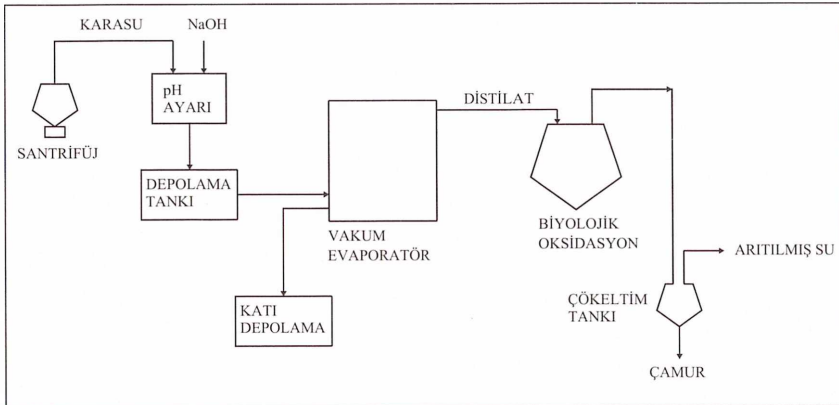 KARASU
NaOH
pH
AYARI
SANTRİFÜJ
DEPOLAMA
TANKI
DİSTİLAT
VAKUM
EVAPORATÖR
BİYOLOJİK
OKSİDASYON
KATI
DEPOLAMA
ARITILMIŞ SU
ÇÖKELTİM
TANKI
ÇAMUR